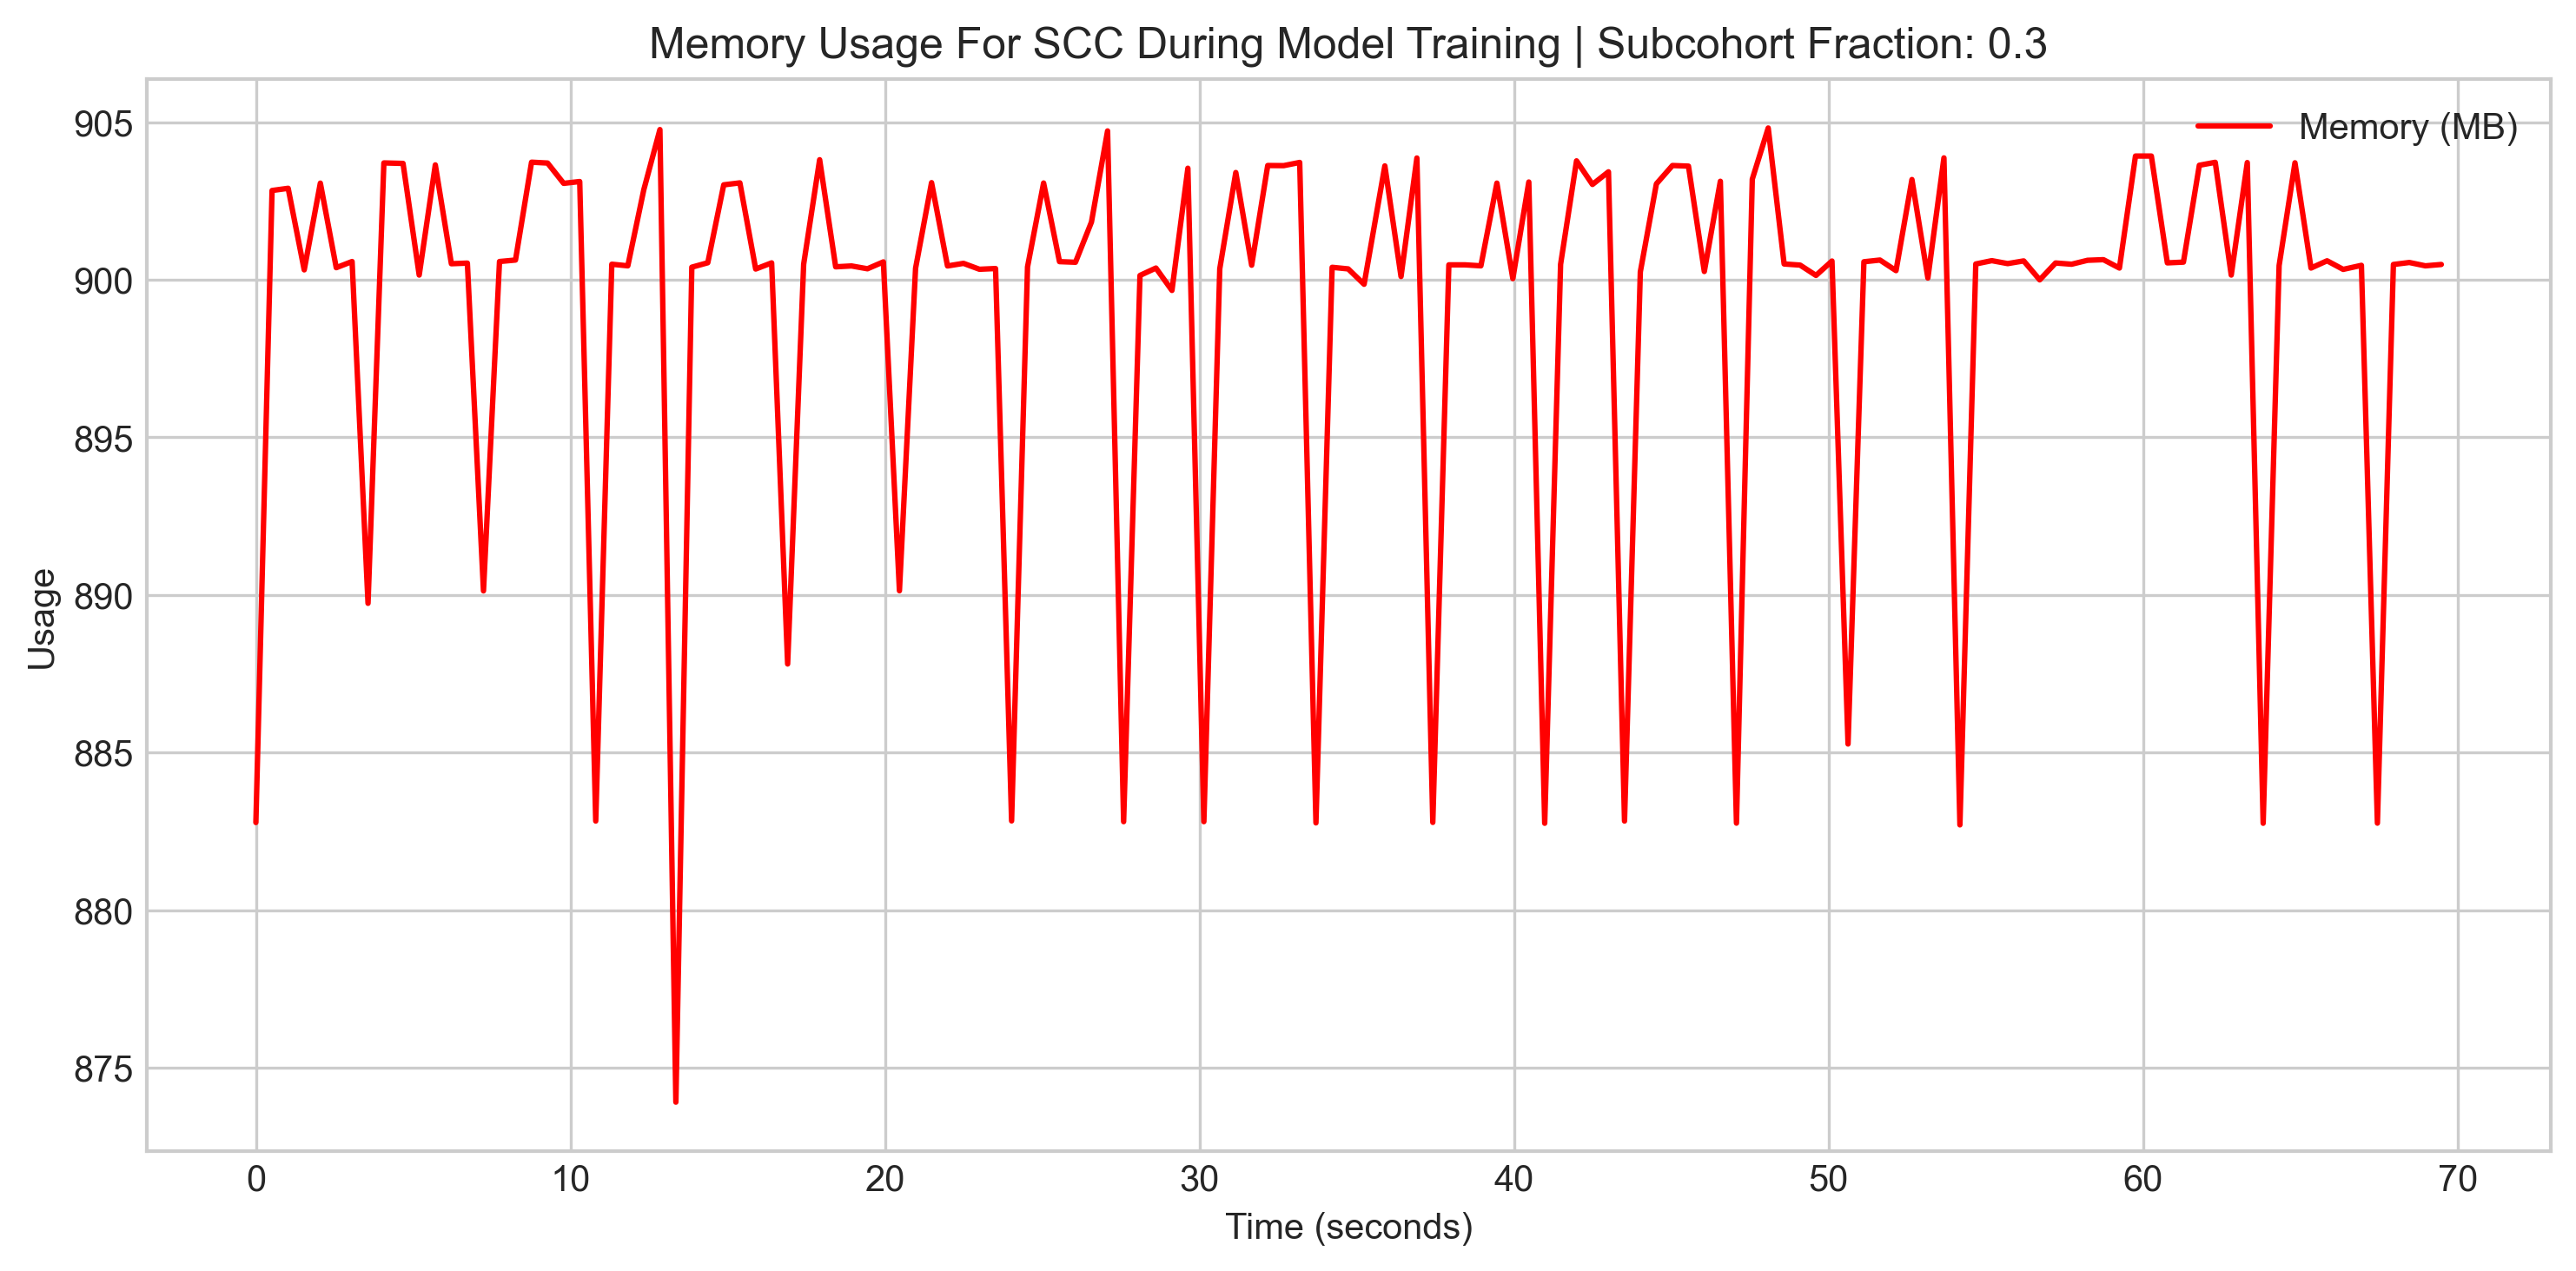 Memory Usage For SCC During Model Training | Subcohort Fraction: 0.3
Memory (MB)
905
900
895
890
885
880
875
Usage
0 10 20 30 40 50 60 70
Time (seconds)